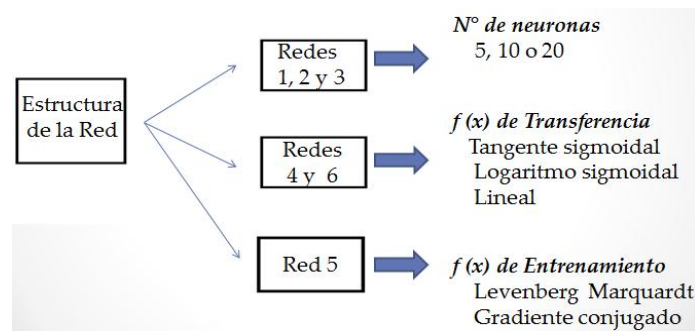 Estructura
de la Red
Redes
1, 2 y 3
N° de neuronas
5, 10 o 20
Redes
4 y 6
f (x) de Transferencia
Tangente sigmoidal
Logaritmo sigmoidal
Lineal
Red 5
f (x) de Entrenamiento
Levenberg Marquardt
Gradiente conjugado